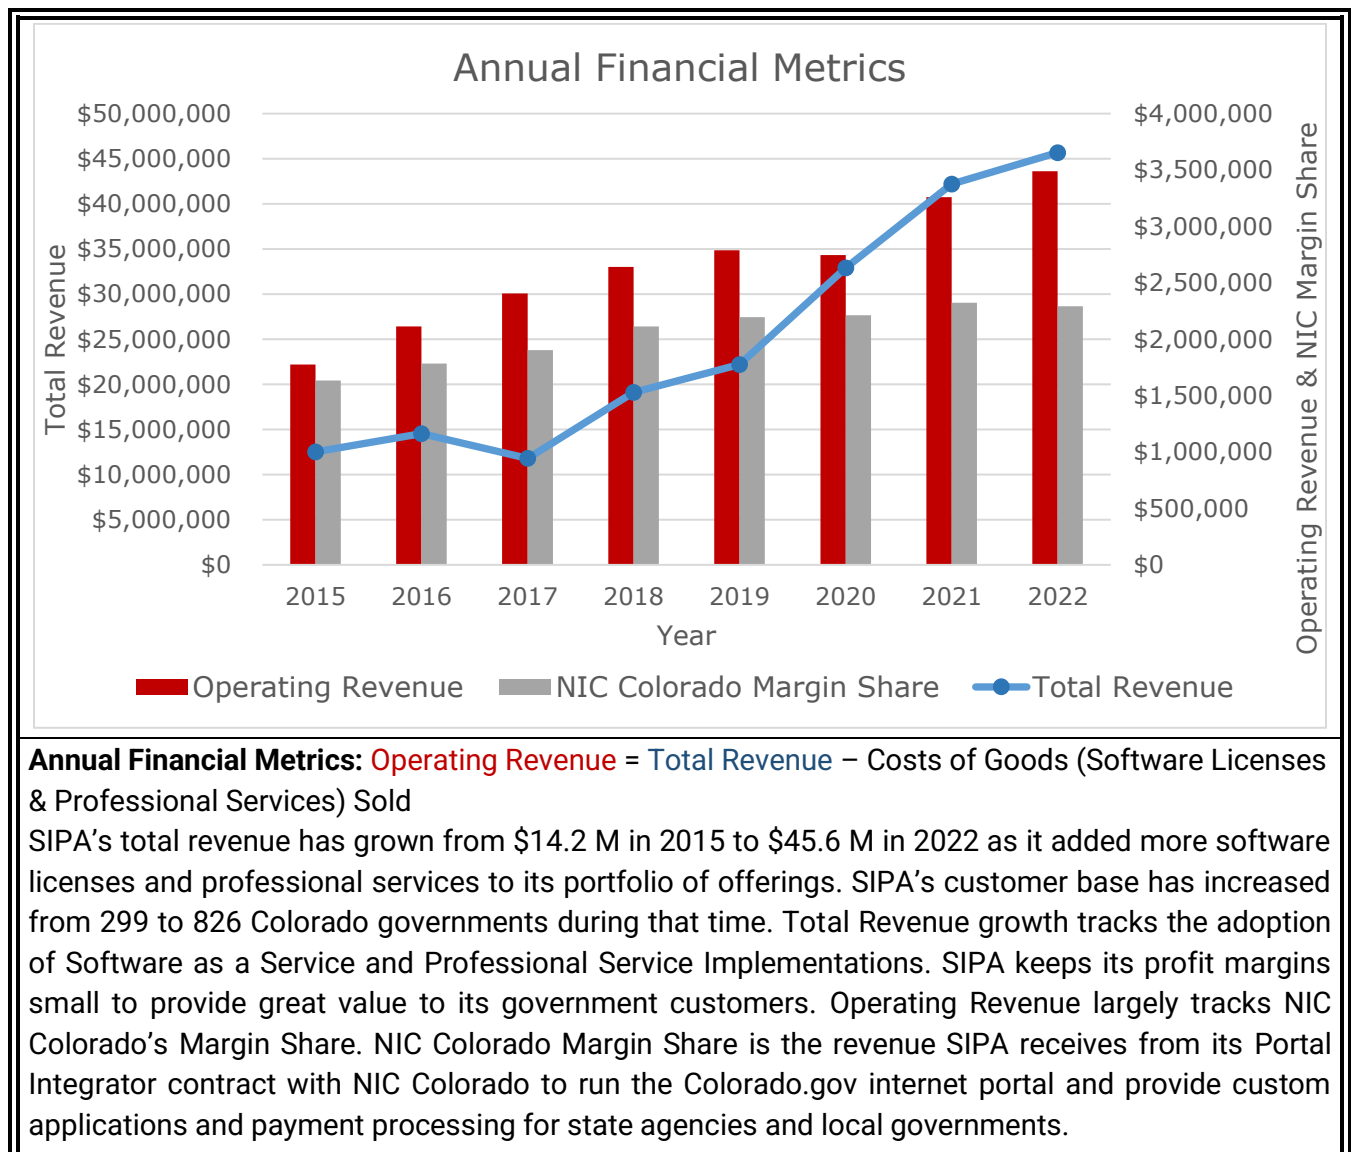 Annual Financial Metrics
$50,000,000
$45,000,000
$40,000,000
$35,000,000
$30,000,000
$25,000,000
$20,000,000
$15,000,000
$10,000,000
$5,000,000
$0
Total Revenue
$4,000,000
$3,500,000
$3,000,000
$2,500,000
$2,000,000
$1,500,000
$1,000,000
$500,000
$0
Operating Revenue & NIC Margin Share
2015 2016 2017 2018 2019 2020 2021 2022
Year
Operating Revenue NIC Colorado Margin Share Total Revenue
Annual Financial Metrics: Operating Revenue = Total Revenue – Costs of Goods (Software Licenses
& Professional Services) Sold
SIPA’s total revenue has grown from $14.2 M in 2015 to $45.6 M in 2022 as it added more software
licenses and professional services to its portfolio of offerings. SIPA’s customer base has increased
from 299 to 826 Colorado governments during that time. Total Revenue growth tracks the adoption
of Software as a Service and Professional Service Implementations. SIPA keeps its profit margins
small to provide great value to its government customers. Operating Revenue largely tracks NIC
Colorado’s Margin Share. NIC Colorado Margin Share is the revenue SIPA receives from its Portal
Integrator contract with NIC Colorado to run the Colorado.gov internet portal and provide custom
applications and payment processing for state agencies and local governments.